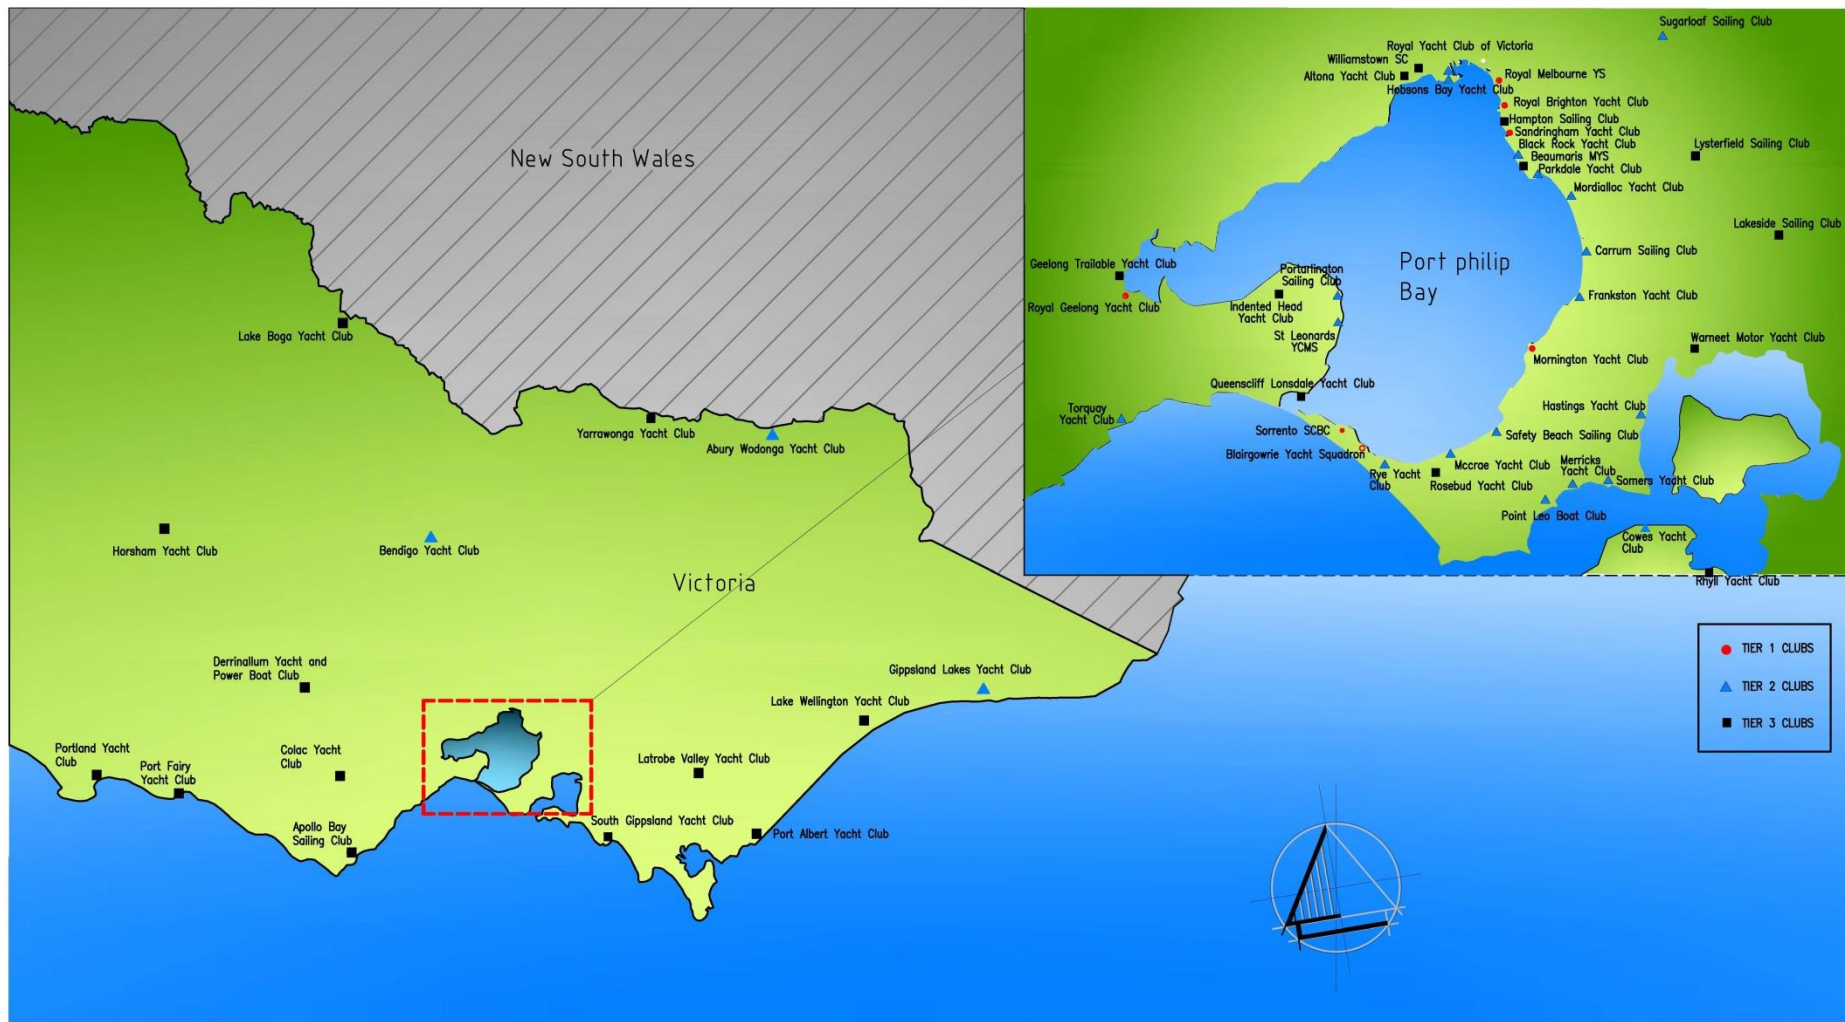 New South Wales
Victoria
Lake Boga Yacht Club
Yarrawonga Yacht Club
Abury Wodonga Yacht Club
Horsham Yacht Club
Bendigo Yacht Club
Derrinallum Yacht and
Power Boat Club
Gippsland Lakes Yacht Club
Lake Wellington Yacht Club
Portland Yacht
Club
Port Fairy
Yacht Club
Colac Yacht
Club
Latrobe Valley Yacht Club
Apollo Bay
Sailing Club
South Gippsland Yacht Club
Port Albert Yacht Club
Sugarloaf Sailing Club
Royal Yacht Club of Victoria
Williamstown SC
Altona Yacht Club
Hobsons Bay Yacht Club
Royal Melbourne YS
Royal Brighton Yacht Club
Hampton Sailing Club
Sandringham Yacht Club
Black Rock Yacht Club
Beaumaris MYS
Parkdale Yacht Club
Mordialloc Yacht Club
Lysterfield Sailing Club
Lakeside Sailing Club
Carrum Sailing Club
Port philip
Bay
Geelong Trailable Yacht Club
Royal Geelong Yacht Club
Portarlington
Sailing Club
Indented Head
Yacht Club
St Leonards
YCMS
Frankston Yacht Club
Warneet Motor Yacht Club
Mornington Yacht Club
Queenscliff Lonsdale Yacht Club
Torquay
Yacht Club
Hastings Yacht Club
Sorrento SCBC
Safety Beach Sailing Club
Blairgowrie Yacht Squadron
Rye Yacht
Club
Mccrae Yacht Club
Rosebud Yacht Club
Merricks
Yacht Club
Somers Yacht Club
Point Leo Boat Club
Cowes Yacht
Club
Rhyll Yacht Club
TIER 1 CLUBS
TIER 2 CLUBS
TIER 3 CLUBS